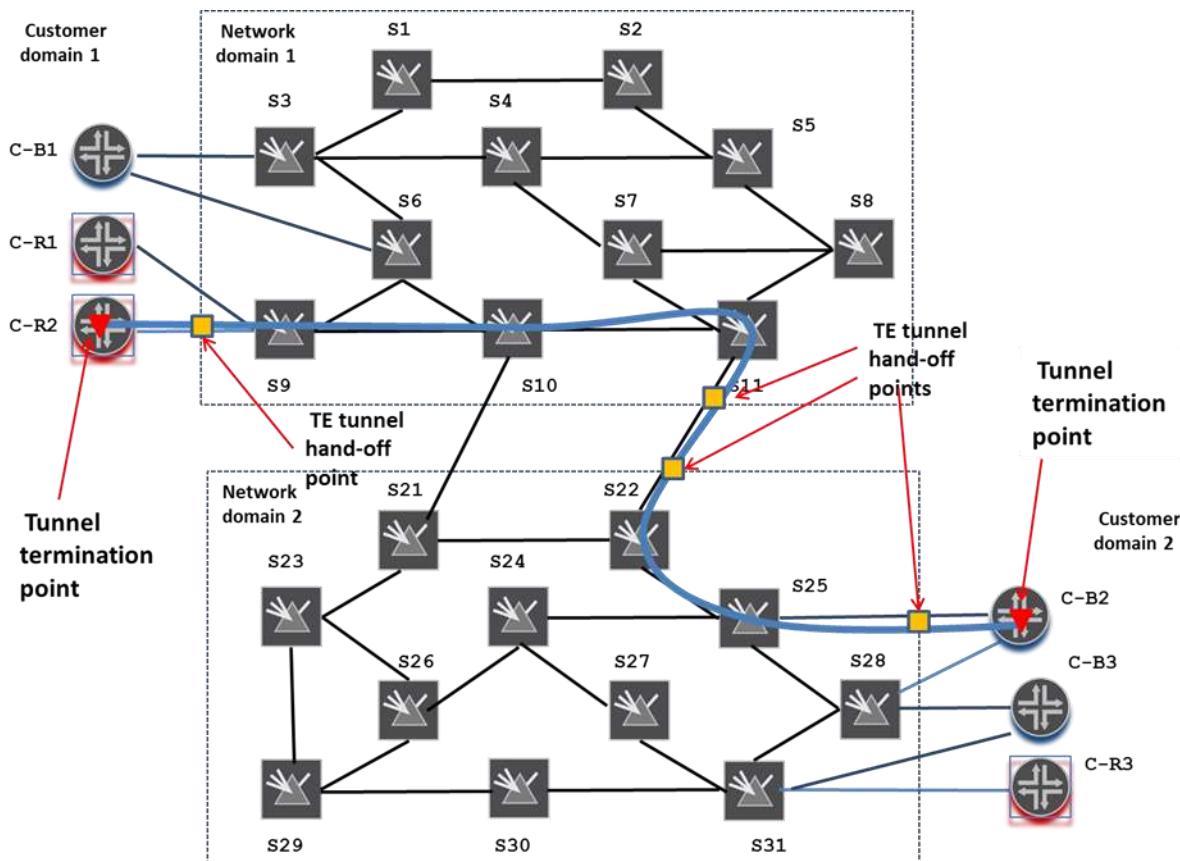 Customer
domain 1
Network
domain 1
S1
S2
S3
S4
S5
C-B1
S6
S7
S8
C-R1
C-R2
S9
S10
S11
TE tunnel
hand-off
points
TE tunnel
hand-off
point
Tunnel
termination
point
Tunnel
termination
point
Network
domain 2
S21
S22
Customer
domain 2
S23
S24
S25
C-B2
S26
S27
S28
C-B3
C-R3
S29
S30
S31